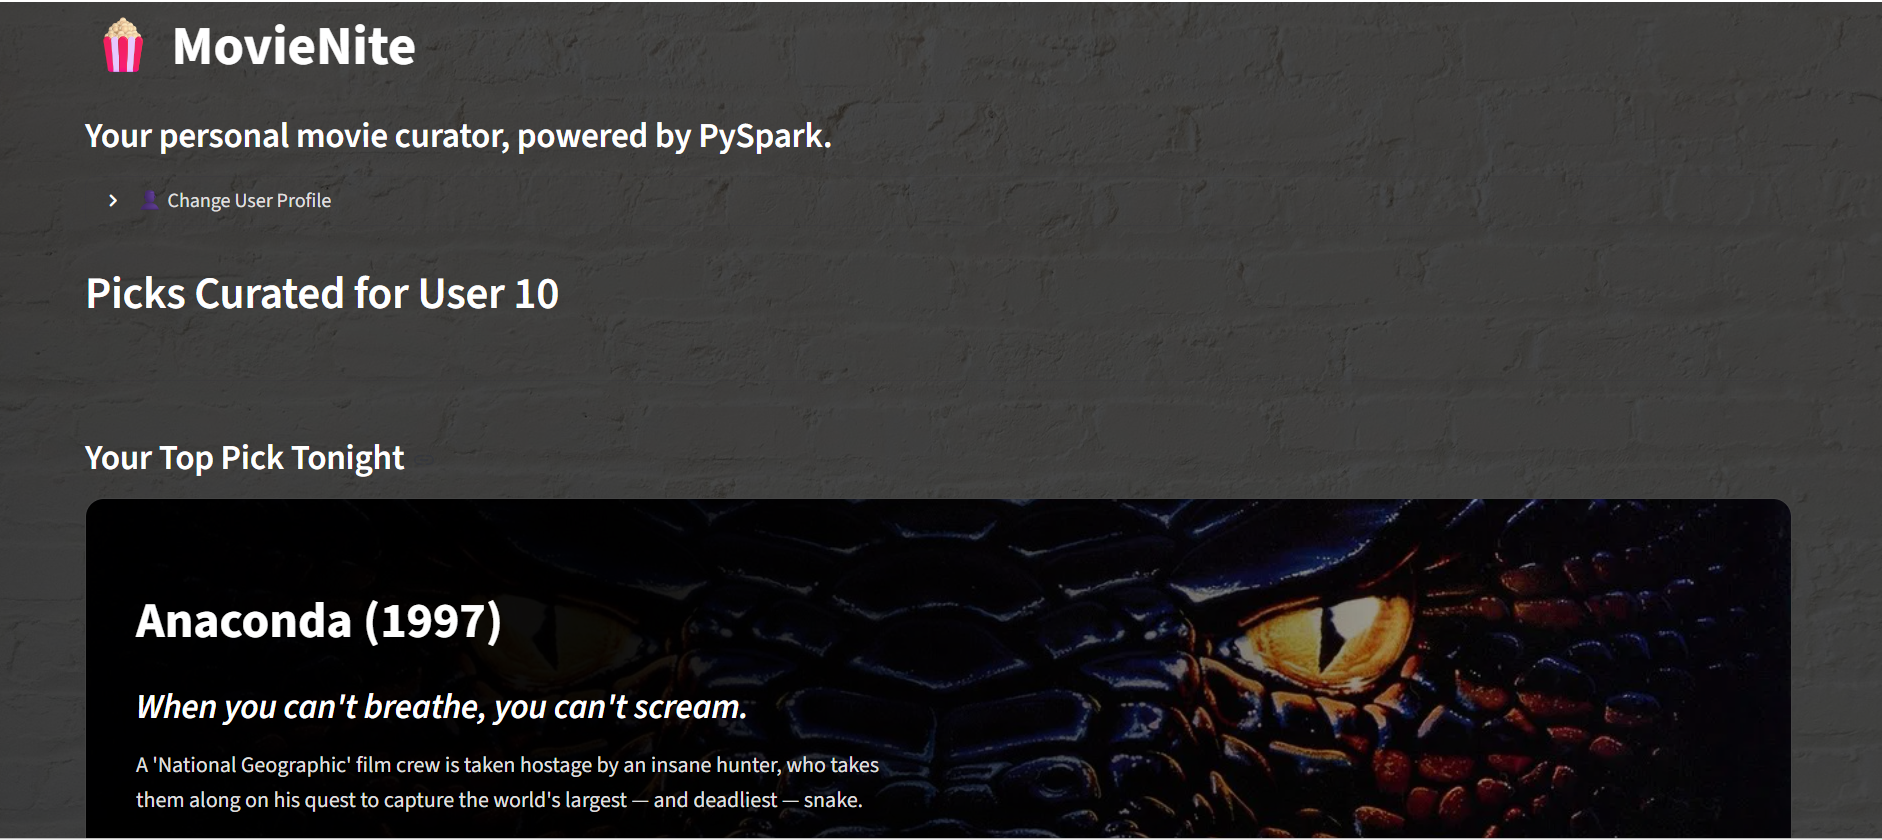 MovieNite
Your personal movie curator, powered by PySpark.
Change User Profile
Picks Curated for User 10
Your Top Pick Tonight
Anaconda (1997)
When you can't breathe, you can't scream.
A 'National Geographic' film crew is taken hostage by an insane hunter, who takes
them along on his quest to capture the world's largest — and deadliest — snake.